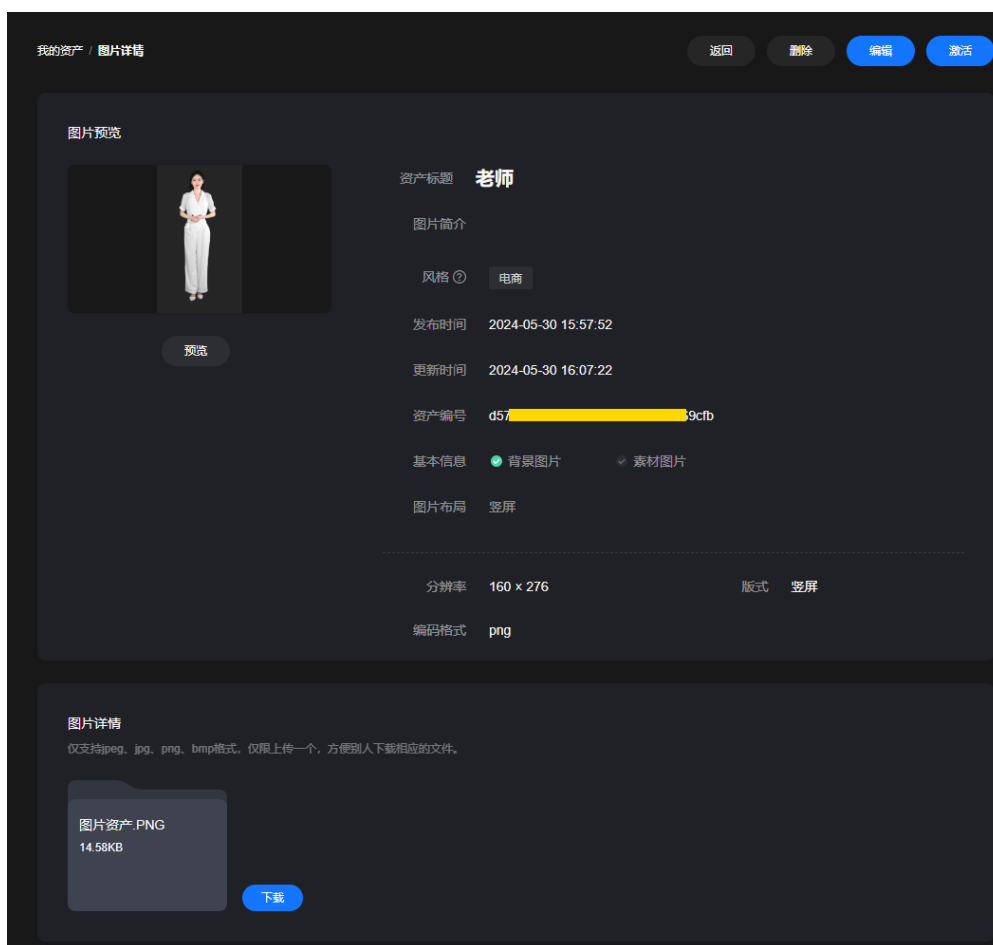 我的资产 / 图片详情
返回 删除 编辑 激活
图片预览
预览
资产标题 老师
图片简介
风格 ? 电商
发布时间 2024-05-30 15:57:52
更新时间 2024-05-30 16:07:22
资产编号 d57 9cfb
基本信息 背景图片 素材图片
图片布局 竖屏
分辨率 160 × 276 版式 竖屏
编码格式 png
图片详情
仅支持jpeg、jpg、png、bmp格式, 仅限上传一个, 方便别人下载相应的文件。
图片资产.PNG
14.58KB
下载